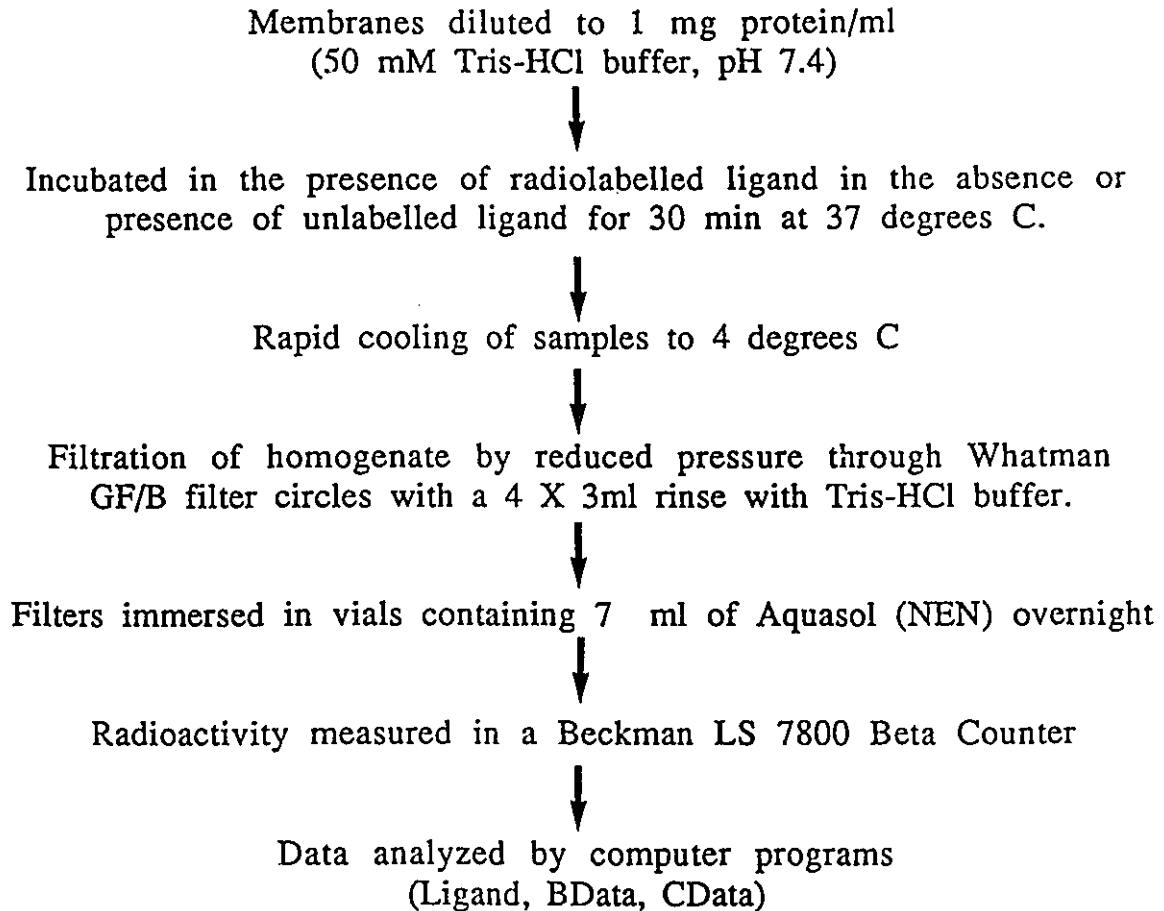 Membranes diluted to 1 mg protein/ml
(50 mM Tris-HCl buffer, pH 7.4)
Incubated in the presence of radiolabelled ligand in the absence or
presence of unlabelled ligand for 30 min at 37 degrees C.
Rapid cooling of samples to 4 degrees C
Filtration of homogenate by reduced pressure through Whatman
GF/B filter circles with a 4 X 3ml rinse with Tris-HCl buffer.
Filters immersed in vials containing 7 ml of Aquasol (NEN) overnight
Radioactivity measured in a Beckman LS 7800 Beta Counter
Data analyzed by computer programs
(Ligand, BData, CData)